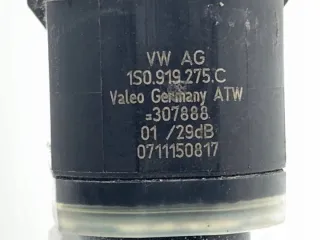 VW AG
1S0.919.275.C
Valeo Germany ATW
=307888
01 /29dB
0711150817